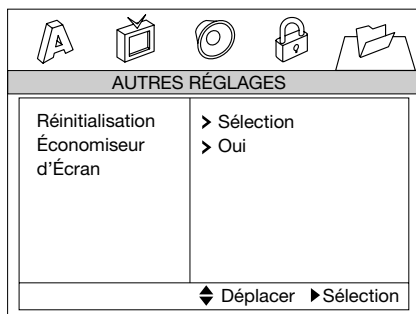 A
AUTRES RÉGLAGES
Réinitialisation > Sélection
Économiseur > Oui
d'Écran
Déplacer Sélection